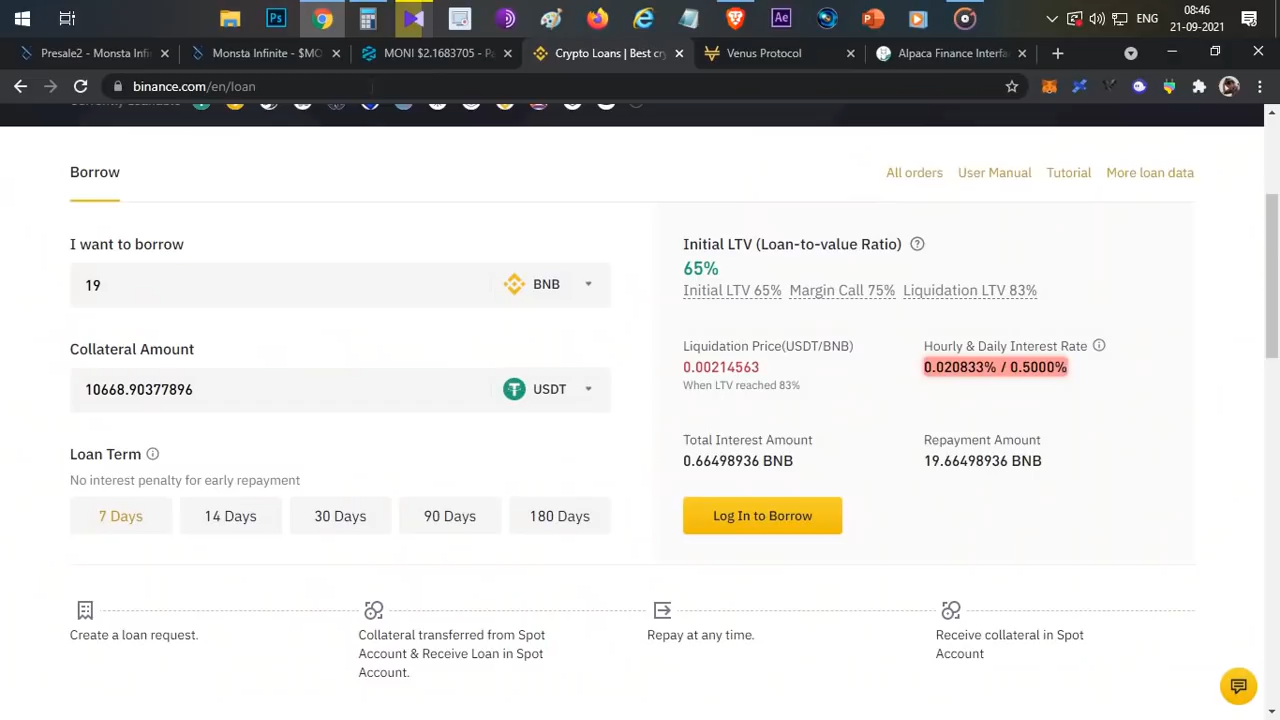 08:46
ENG
21-09-2021
Ps
Ae
Presale2 - Monsta Infin
Monsta Infinite - $MO
MONI $2.1683705 - P
Crypto Loans | Best cry
Venus Protocol
Alpaca Finance Interfa
binance.com/en/loan
Borrow
All orders
User Manual
Tutorial
More loan data
I want to borrow
19
BNB
Collateral Amount
10668.90377896
USDT
Loan Term
No interest penalty for early repayment
7 Days
14 Days
30 Days
90 Days
180 Days
Initial LTV (Loan-to-value Ratio)
65%
Initial LTV 65% Margin Call 75% Liquidation LTV 83%
Liquidation Price(USDT/BNB)
0.00214563
When LTV reached 83%
Hourly & Daily Interest Rate
0.020833% / 0.5000%
Total Interest Amount
0.66498936 BNB
Repayment Amount
19.66498936 BNB
Log In to Borrow
Create a loan request.
Collateral transferred from Spot
Account & Receive Loan in Spot
Account.
Repay at any time.
Receive collateral in Spot
Account